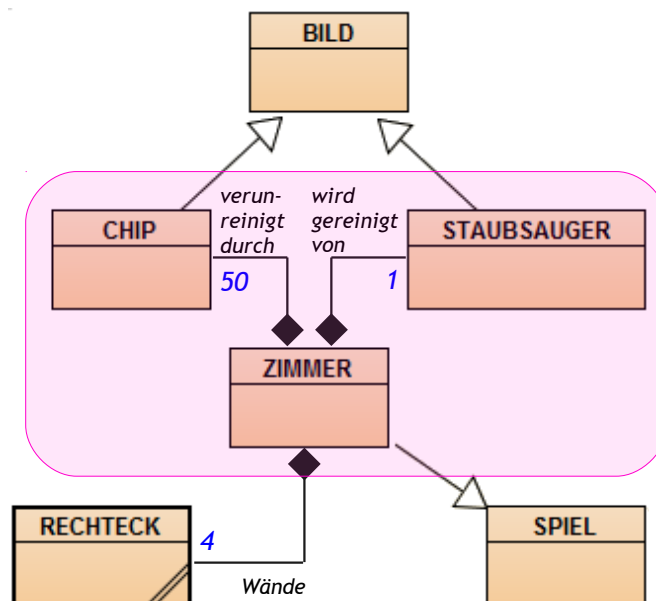 BILD
verun-
reinigt
durch
wird
gereinigt
von
CHIP
STAUBSAUGER
50
1
ZIMMER
RECHTECK
4
SPIEL
Wände